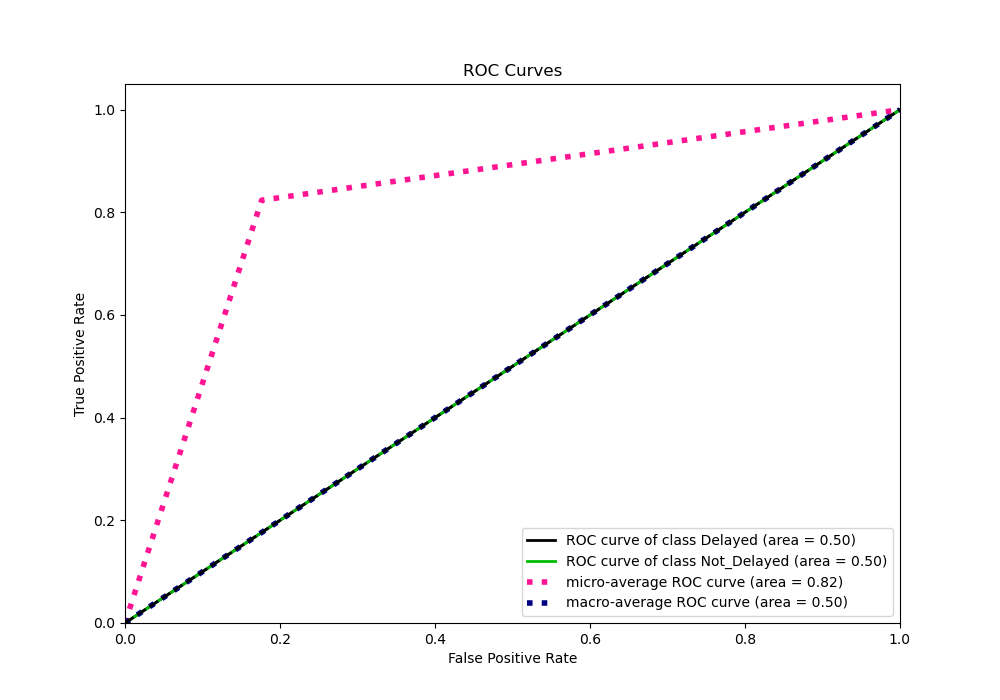 ROC Curves
True Positive Rate
1.0
0.8
0.6
0.4
0.2
0.0
0.0 0.2 0.4 0.6 0.8 1.0
False Positive Rate
ROC curve of class Delayed (area = 0.50)
ROC curve of class Not_Delayed (area = 0.50)
micro-average ROC curve (area = 0.82)
macro-average ROC curve (area = 0.50)